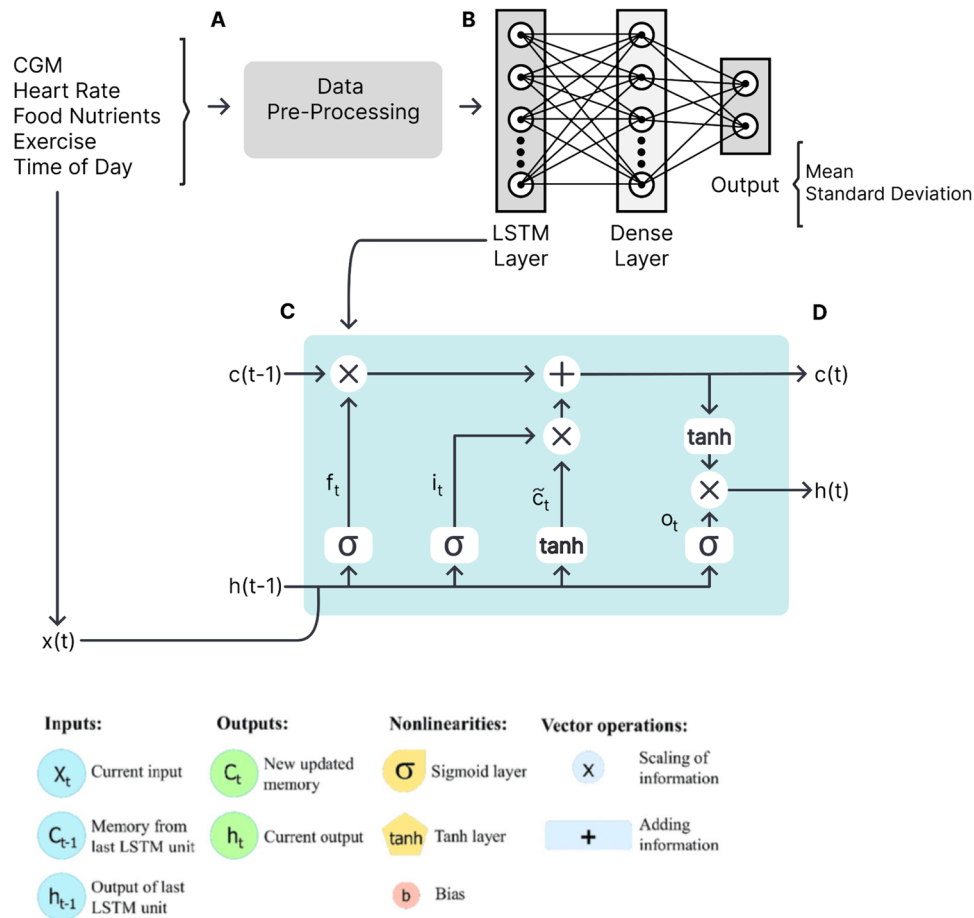 A
B
CGM
Heart Rate
Food Nutrients
Exercise
Time of Day
Data
Pre-Processing
Output
Mean
Standard Deviation
LSTM
Layer
Dense
Layer
C
D
c(t-1)
×
+
c(t)
×
tanh
f_t
i_t
c̃_t
×
h(t)
o_t
σ
σ
tanh
σ
h(t-1)
x(t)
Inputs:
Outputs:
Nonlinearities:
Vector operations:
X_t
Current input
C_t
New updated
memory
σ
Sigmoid layer
x
Scaling of
information
C_t-1
Memory from
last LSTM unit
h_t
Current output
tanh
Tanh layer
+
Adding
information
h_t-1
Output of last
LSTM unit
b
Bias